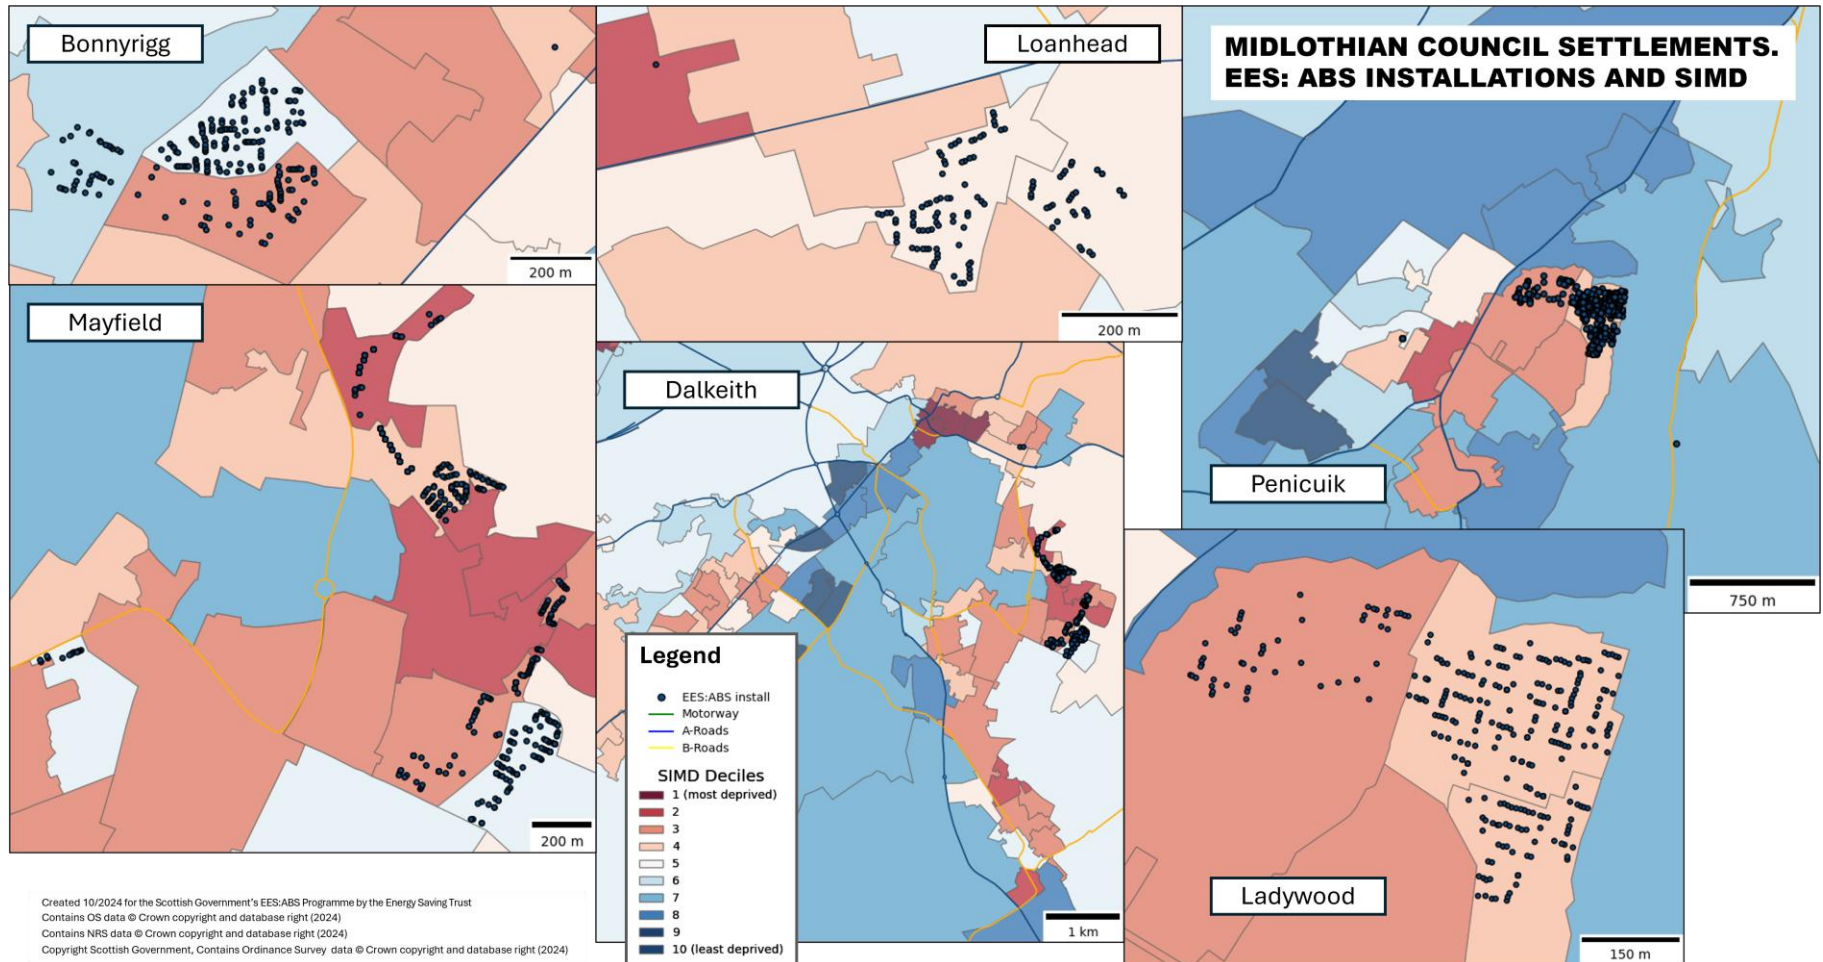 Bonnyrigg
Loanhead
MIDLOTHIAN COUNCIL SETTLEMENTS.
EES: ABS INSTALLATIONS AND SIMD
200 m
Mayfield
200 m
Dalkeith
Penicuik
750 m
Legend
EES:ABS install
Motorway
A-Roads
B-Roads
SIMD Deciles
1 (most deprived)
2
3
4
5
6
7
8
9
10 (least deprived)
200 m
1 km
Ladywood
150 m
Created 10/2024 for the Scottish Government's EES:ABS Programme by the Energy Saving Trust
Contains OS data © Crown copyright and database right (2024)
Contains NRS data © Crown copyright and database right (2024)
Copyright Scottish Government, Contains Ordinance Survey  data © Crown copyright and database right (2024)